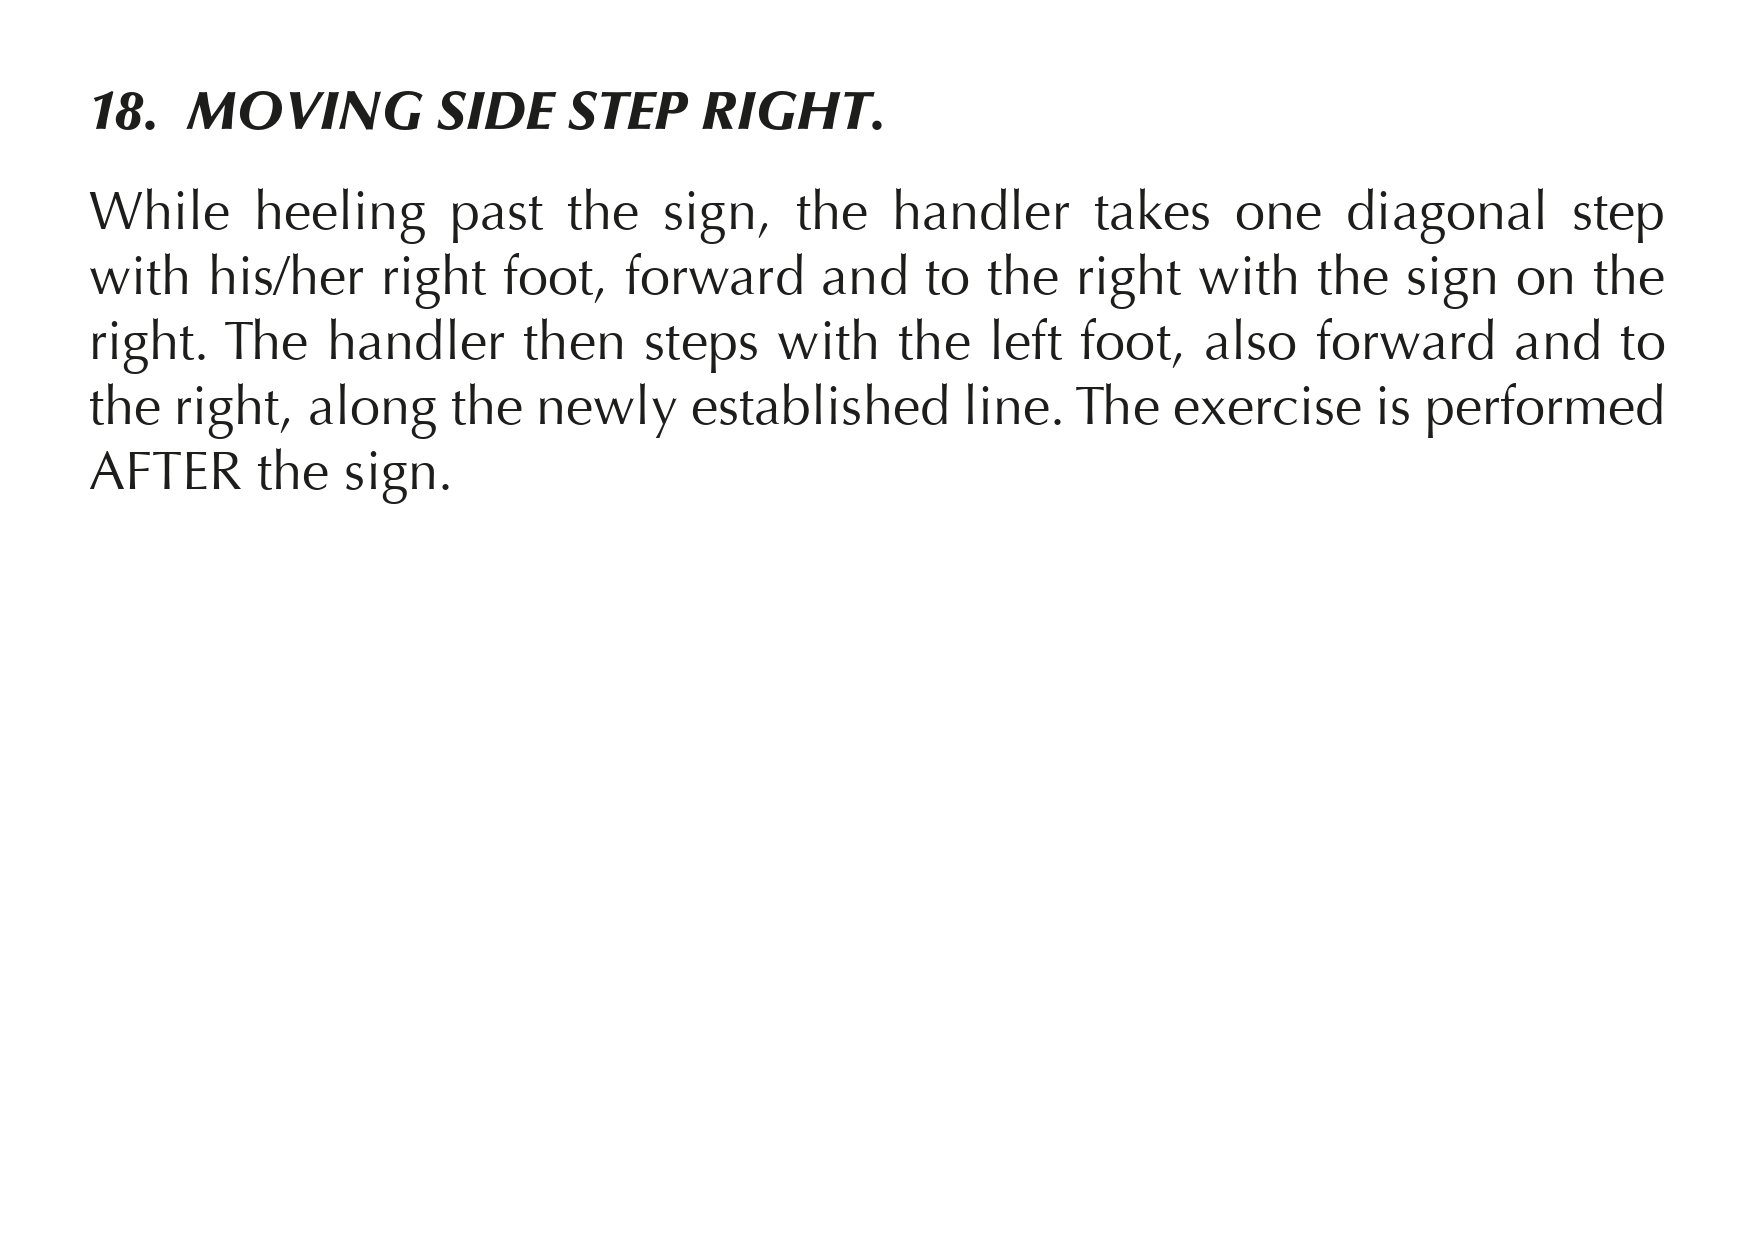 18. MOVING SIDE STEP RIGHT.
While heeling past the sign, the handler takes one diagonal step
with his/her right foot, forward and to the right with the sign on the
right. The handler then steps with the left foot, also forward and to
the right, along the newly established line. The exercise is performed
AFTER the sign.